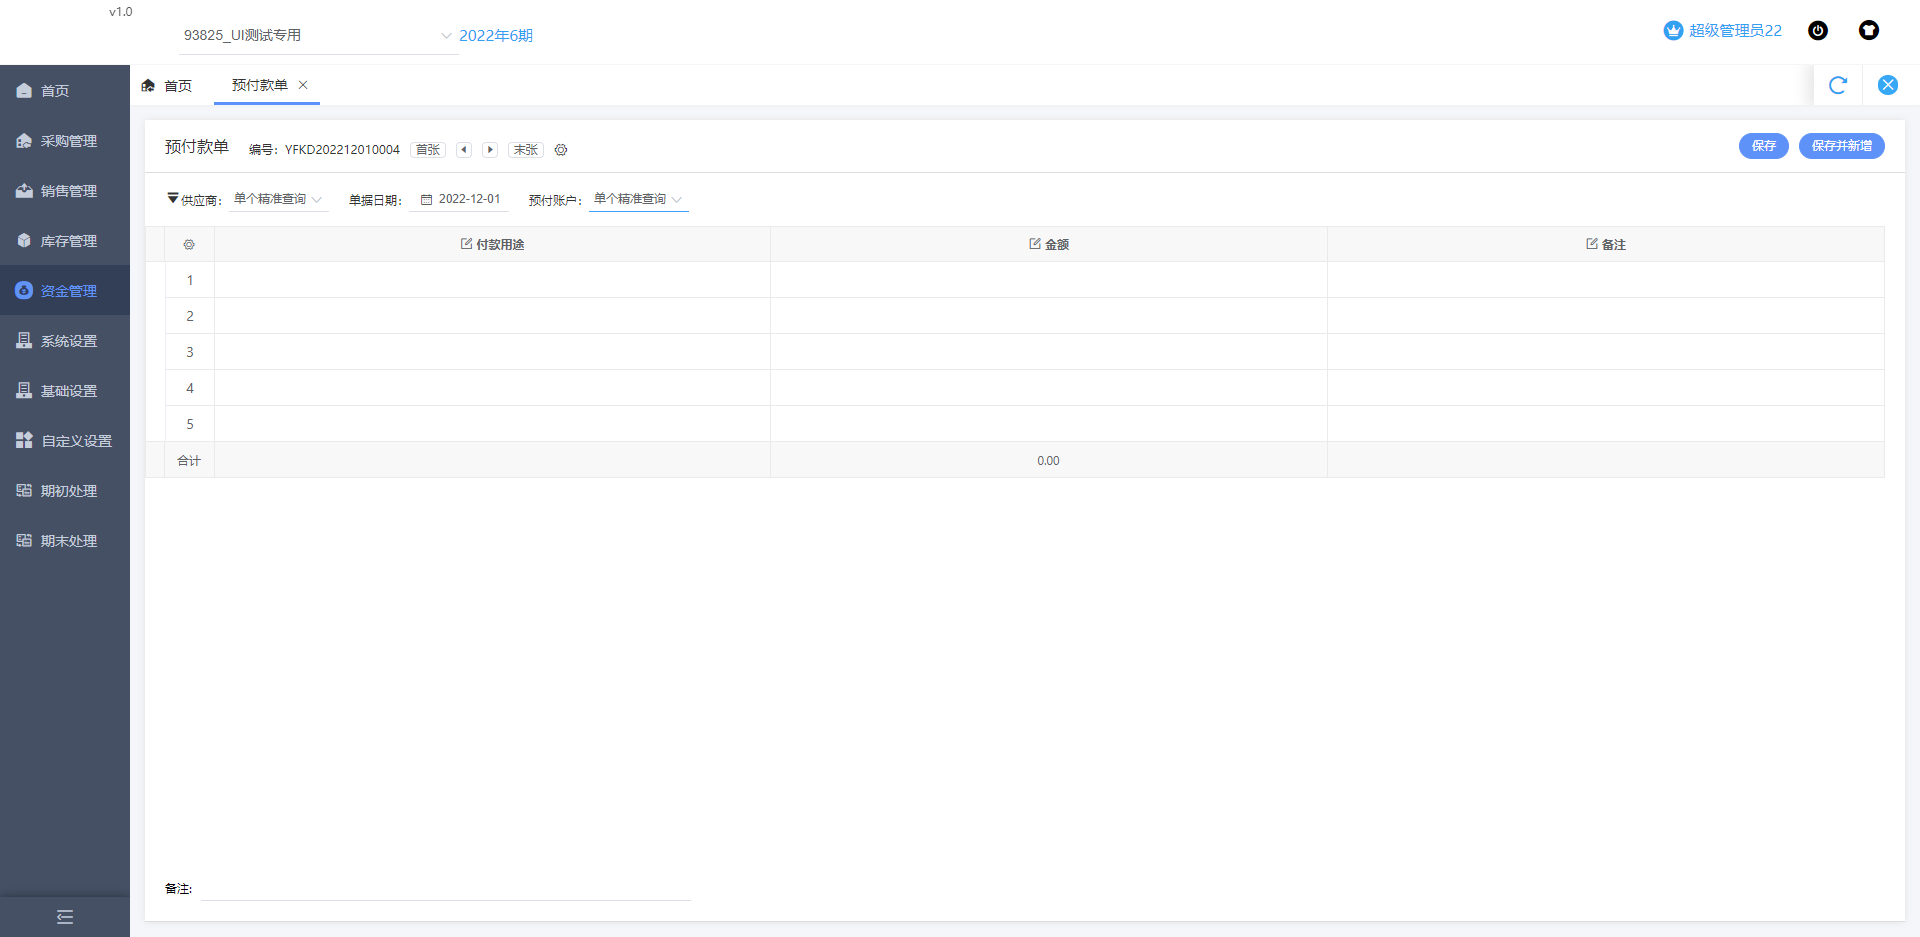 v1.0
93825_UI测试专用 2022年6期 超级管理员22
首页
采购管理
销售管理
库存管理
资金管理
系统设置
基础设置
自定义设置
期初处理
期末处理
首页 预付款单
预付款单 编号: YFKD202212010004 首张 末张 保存 保存并新增
供应商: 单个精准查询 单据日期: 2022-12-01 预付账户: 单个精准查询
付款用途 金额 备注
1
2
3
4
5
合计 0.00
备注: